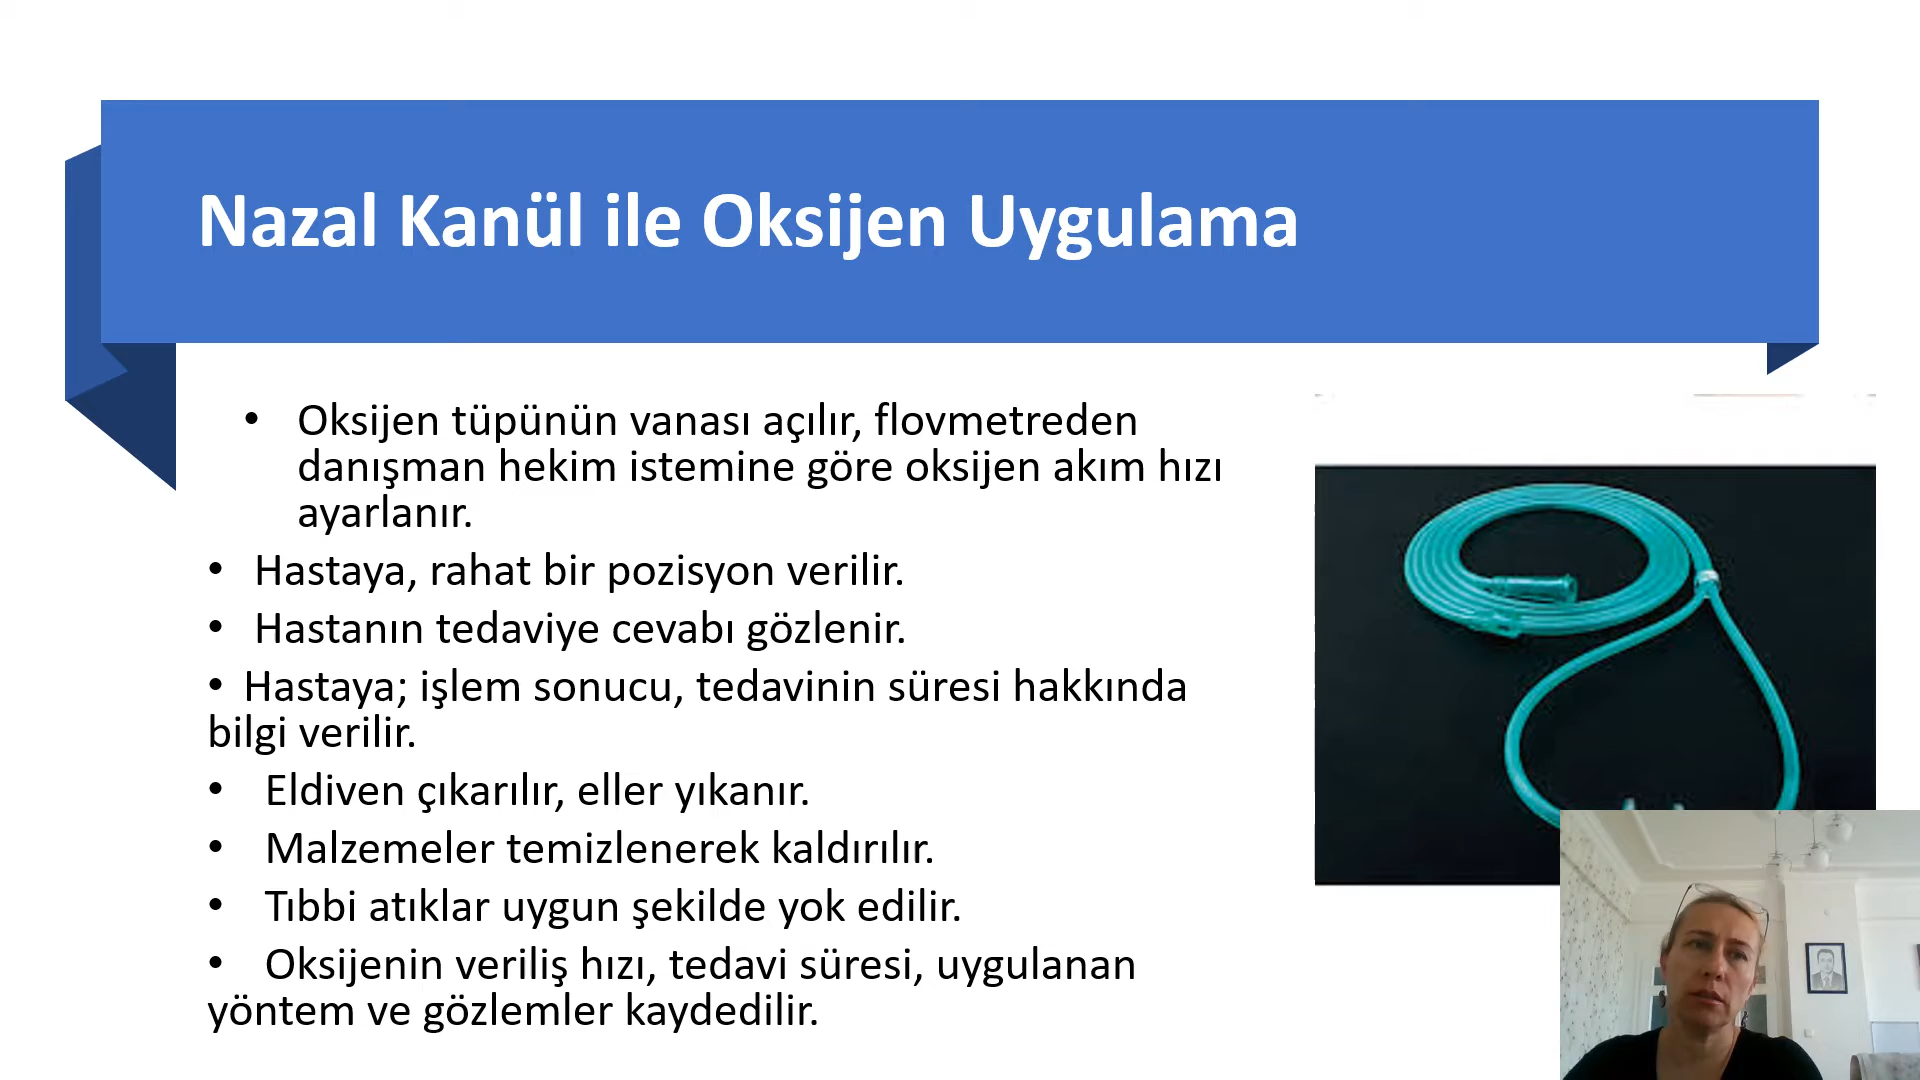 Nazal Kanül ile Oksijen Uygulama
• Oksijen tüpünün vanası açılır, flovmetreden
danışman hekim istemine göre oksijen akım hızı
ayarlanır.
• Hastaya, rahat bir pozisyon verilir.
• Hastanın tedaviye cevabı gözlenir.
• Hastaya; işlem sonucu, tedavinin süresi hakkında
bilgi verilir.
• Eldiven çıkarılır, eller yıkanır.
• Malzemeler temizlenerek kaldırılır.
• Tıbbi atıklar uygun şekilde yok edilir.
• Oksijenin veriliş hızı, tedavi süresi, uygulanan
yöntem ve gözlemler kaydedilir.